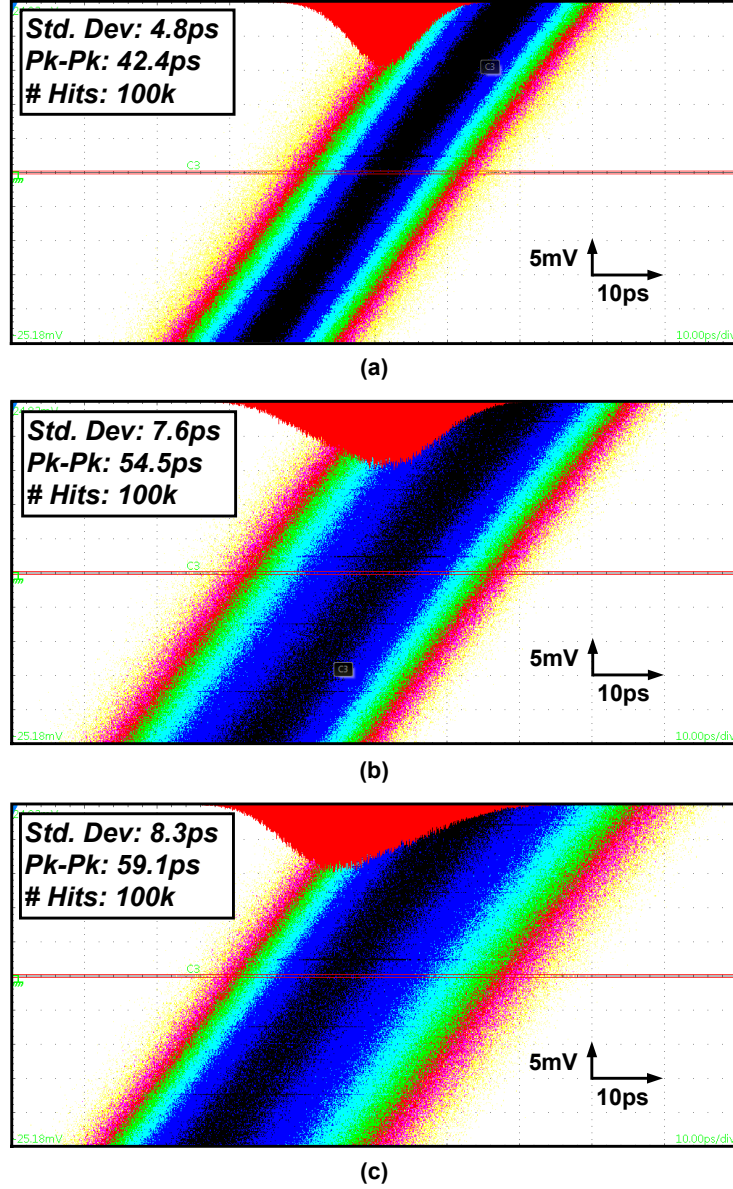 Std. Dev: 4.8ps
Pk-Pk: 42.4ps
# Hits: 100k
C3
C3
5mV
10ps
-25.18mV
10.00ps/div
(a)
Std. Dev: 7.6ps
Pk-Pk: 54.5ps
# Hits: 100k
C3
C3
5mV
10ps
-25.18mV
10.00ps/div
(b)
Std. Dev: 8.3ps
Pk-Pk: 59.1ps
# Hits: 100k
C3
5mV
10ps
-25.18mV
10.00ps/div
(c)